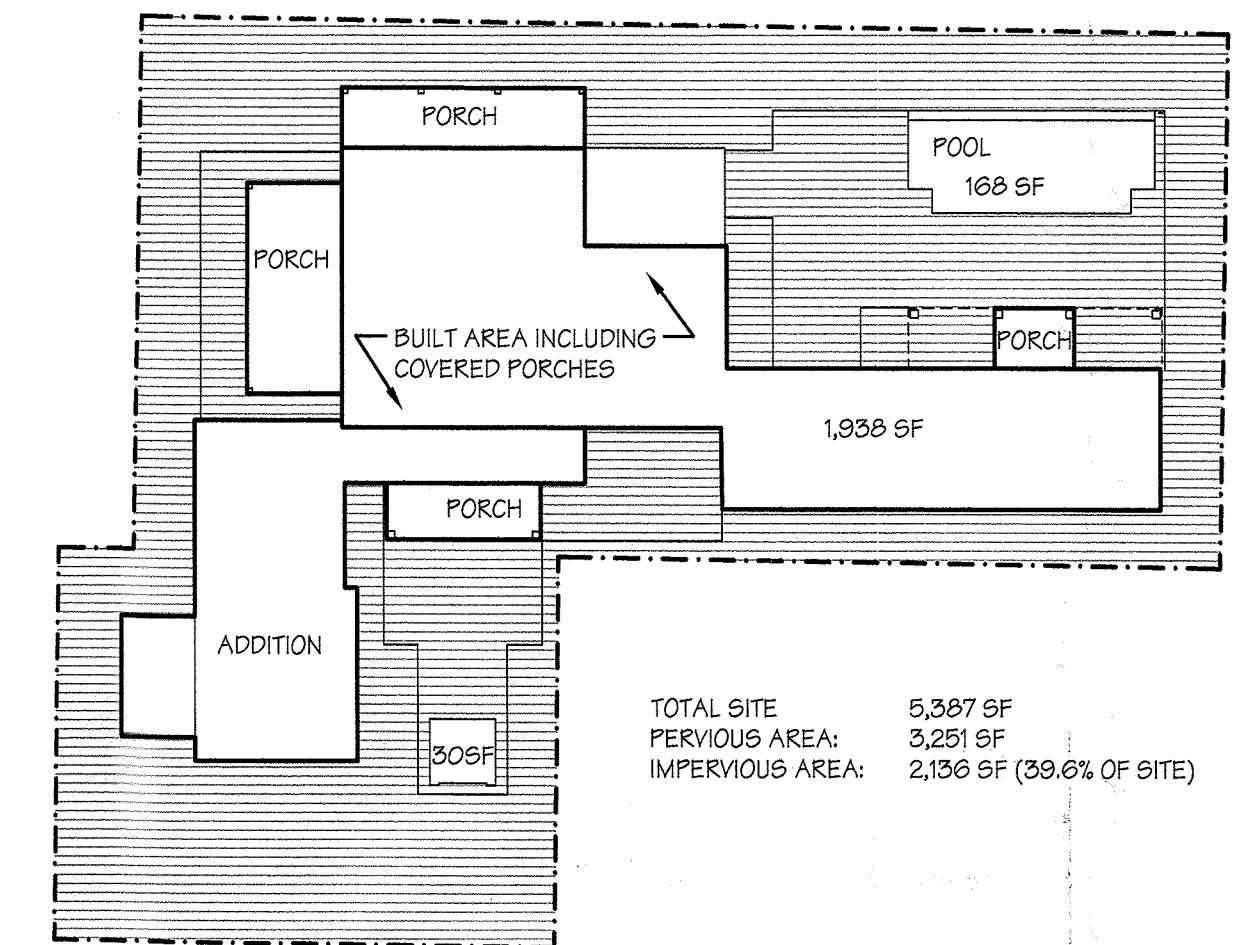 PORCH
POOL
168 SF
PORCH
BUILT AREA INCLUDING
COVERED PORCHES
PORCH
1,938 SF
PORCH
ADDITION
30SF
TOTAL SITE 5,387 SF
PERVIOUS AREA: 3,251 SF
IMPERVIOUS AREA: 2,136 SF (39.6% OF SITE)